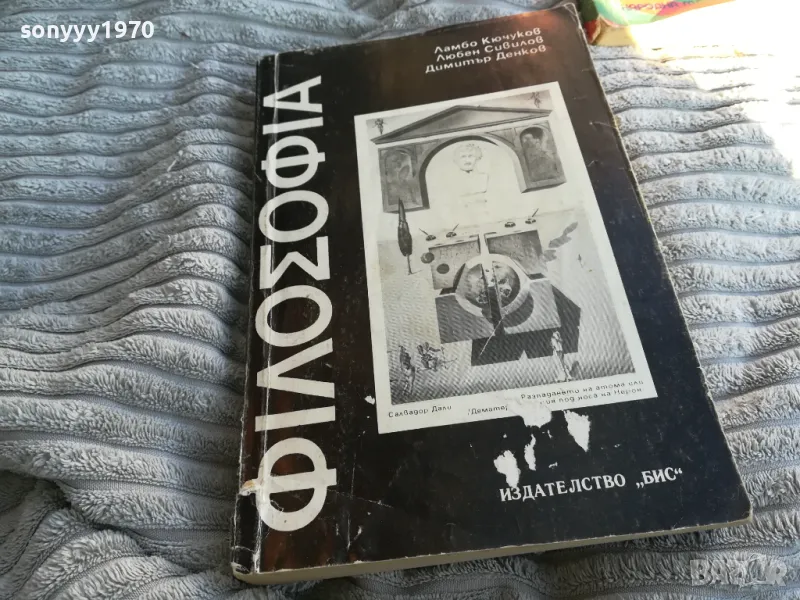 sonyyy1970
Ламбо Кючуков
Любен Сивилов
Димитър Денков
ΦΙΛΟΣΟΦΙΑ
Салвадор Дали
Разпадането на атома или
под носа на Нерон
ИЗДАТЕЛСТВО „БИС“
BAZAR